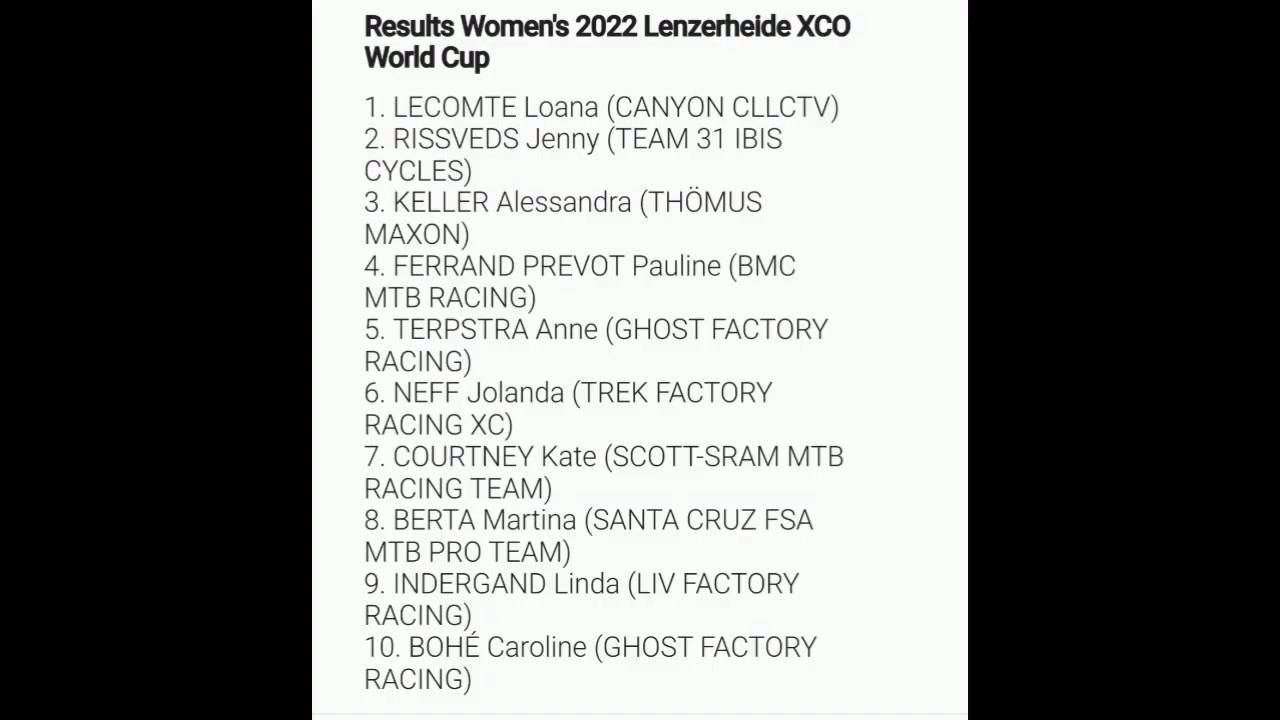 Results Women's 2022 Lenzerheide XCO
World Cup
1. LECOMTE Loana (CANYON CLLCTV)
2. RISSVEDS Jenny (TEAM 31 IBIS
CYCLES)
3. KELLER Alessandra (THÖMUS
MAXON)
4. FERRAND PREVOT Pauline (BMC
MTB RACING)
5. TERPSTRA Anne (GHOST FACTORY
RACING)
6. NEFF Jolanda (TREK FACTORY
RACING XC)
7. COURTNEY Kate (SCOTT-SRAM MTB
RACING TEAM)
8. BERTA Martina (SANTA CRUZ FSA
MTB PRO TEAM)
9. INDERGAND Linda (LIV FACTORY
RACING)
10. BOHÉ Caroline (GHOST FACTORY
RACING)